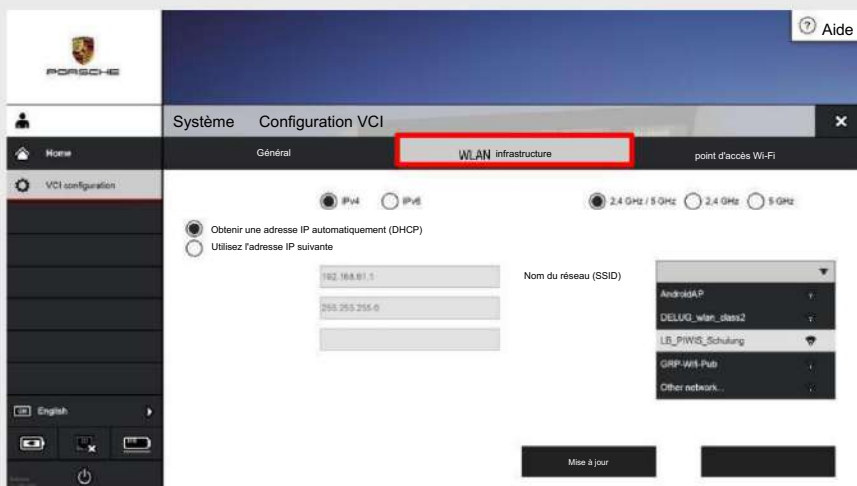 Aide
PORSCHE
Système Configuration VCI
Home
Général
WLAN infrastructure
point d'accès Wi-Fi
VCI configuration
IPv4
IPv6
2,4 GHz / 5 GHz
2,4 GHz
5 GHz
Obtenir une adresse IP automatiquement (DHCP)
Utilisez l'adresse IP suivante
192.168.61.1
Nom du réseau (SSID)
255.255.255.0
AndroidAP
DELUG_wlan_class2
LB_PIWIS_Schulung
GRP-Wifi-Pub
Other network...
English
Mise à jour